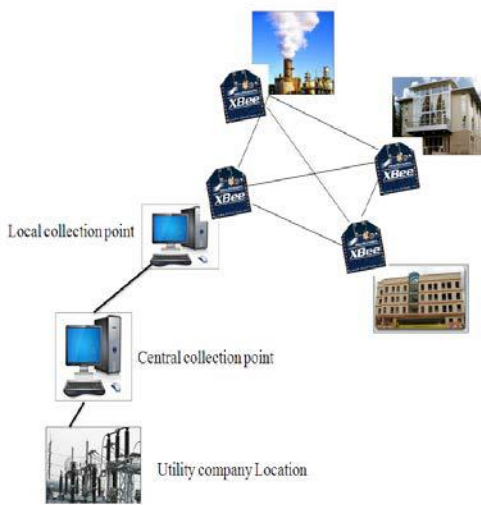 XBee
XBee
XBee
XBee
Local collection point
Central collection point
Utility company Location